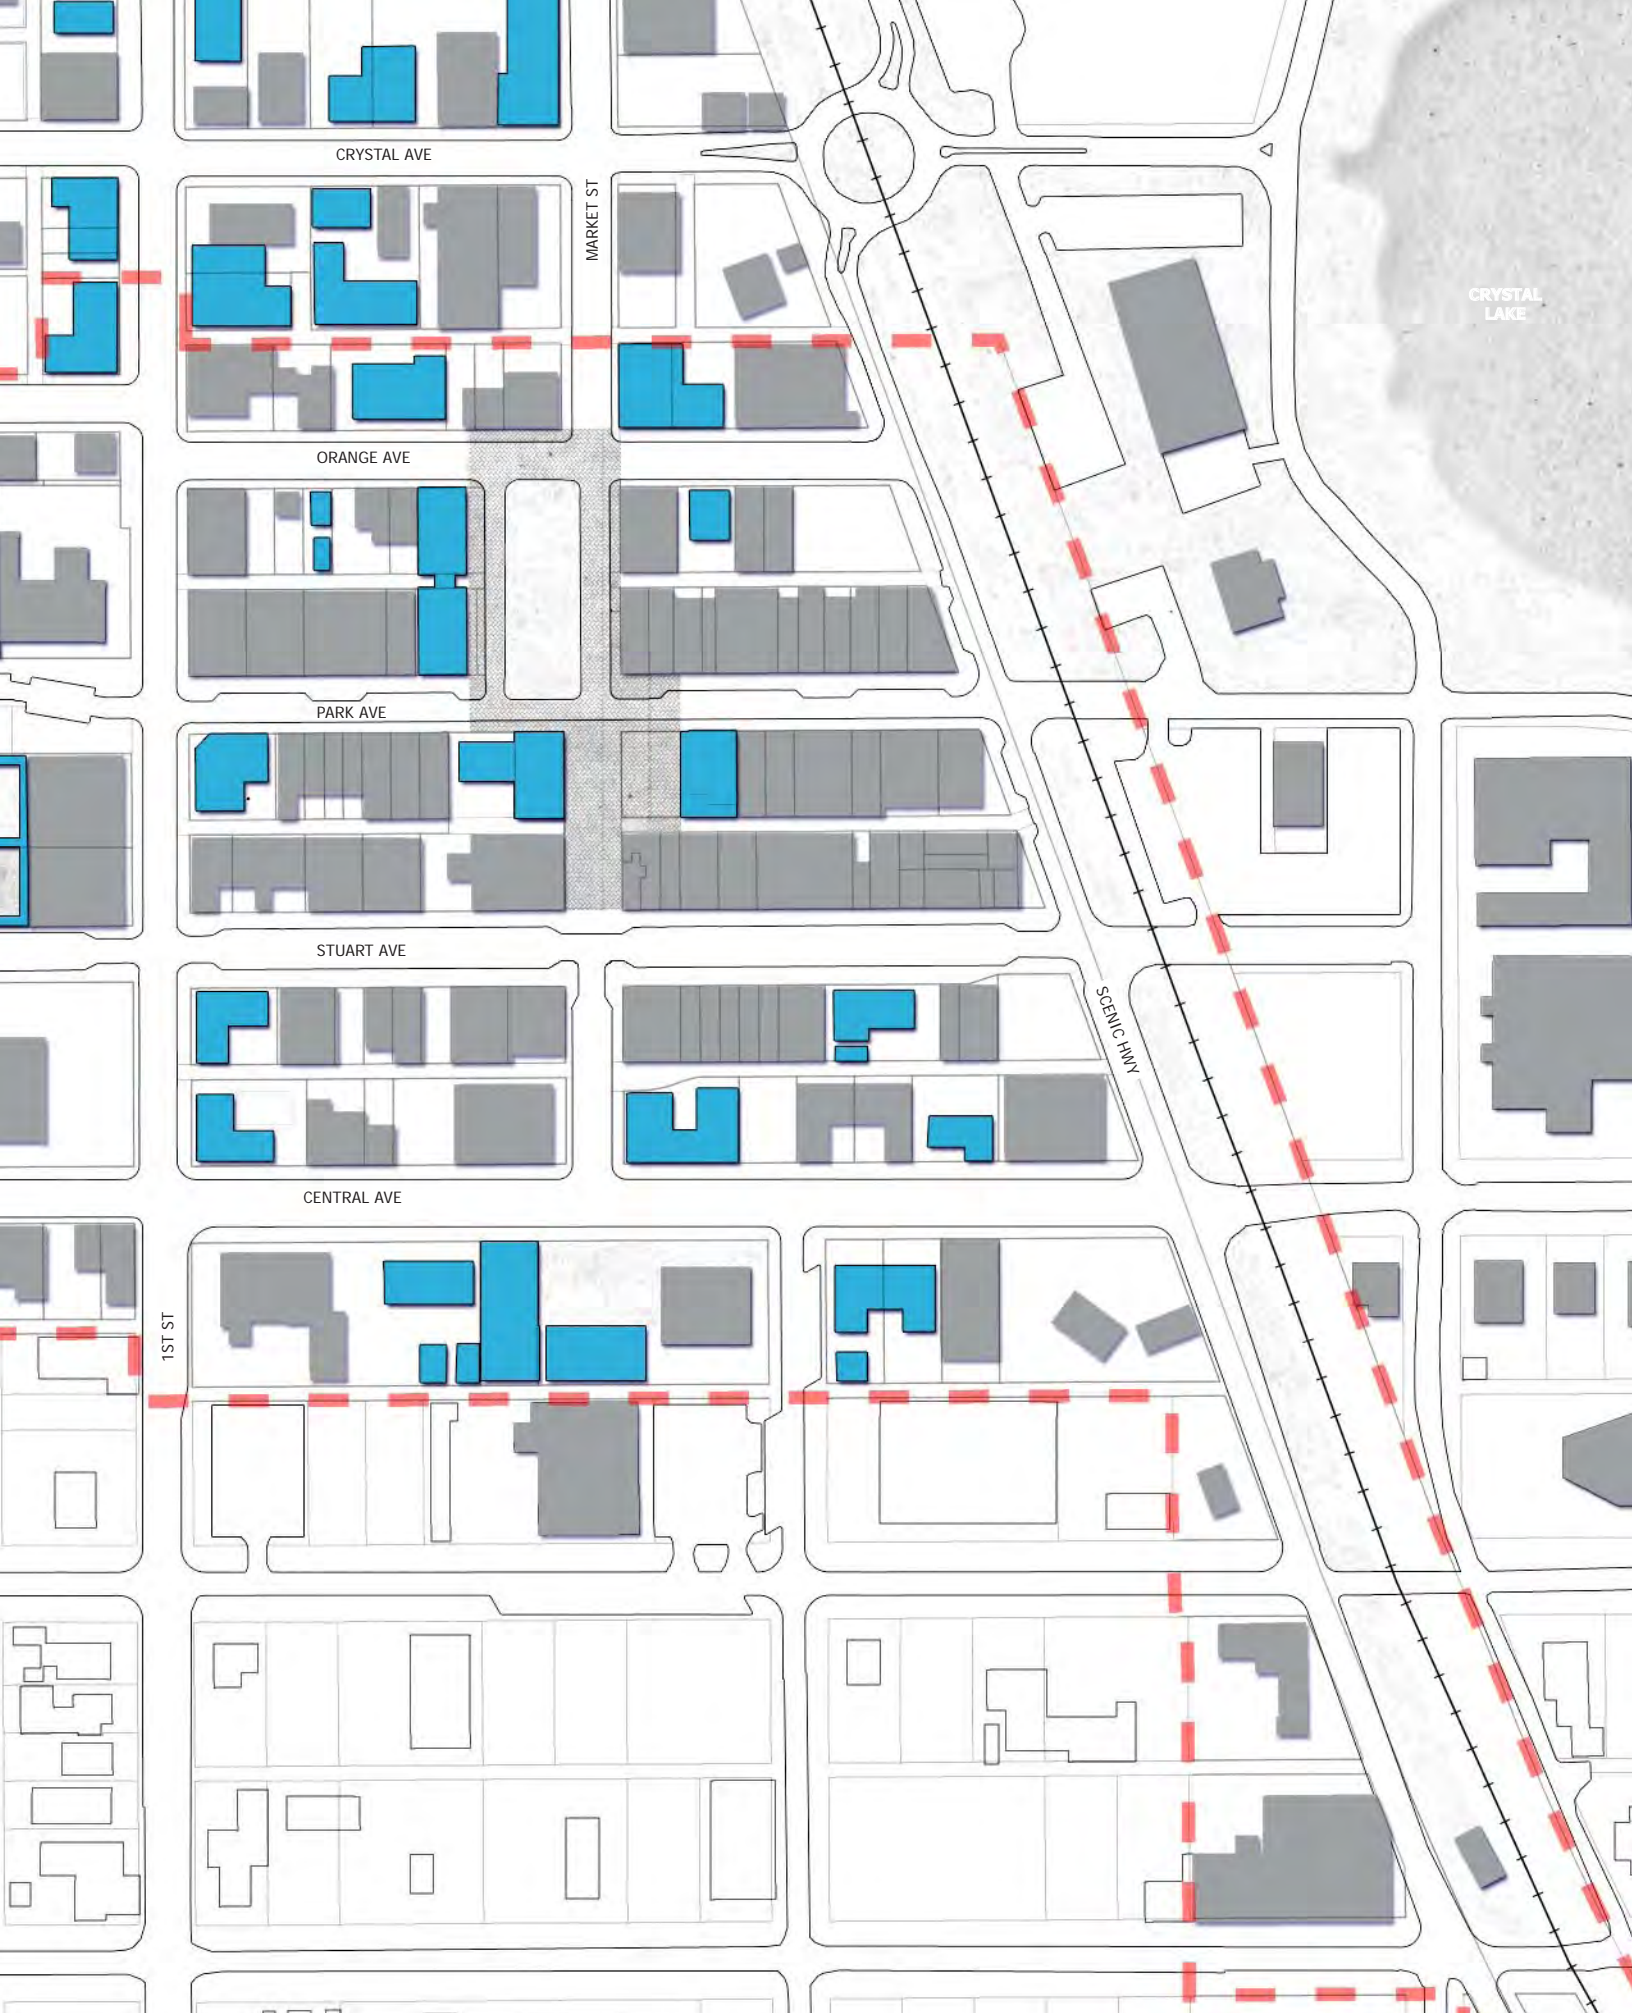 CRYSTAL AVE
MARKET ST
CRYSTAL
LAKE
ORANGE AVE
PARK AVE
STUART AVE
SCENIC HWY
CENTRAL AVE
1ST ST